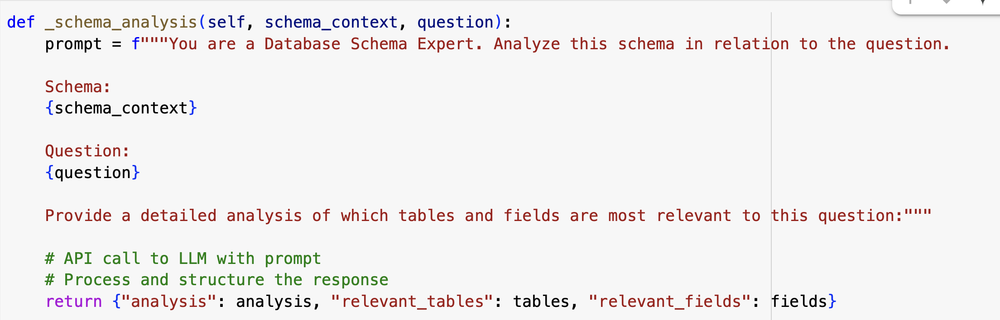 def _schema_analysis(self, schema_context, question):
    prompt = f"""You are a Database Schema Expert. Analyze this schema in relation to the question.

    Schema:
    {schema_context}

    Question:
    {question}

    Provide a detailed analysis of which tables and fields are most relevant to this question:"""

    # API call to LLM with prompt
    # Process and structure the response
    return {"analysis": analysis, "relevant_tables": tables, "relevant_fields": fields}